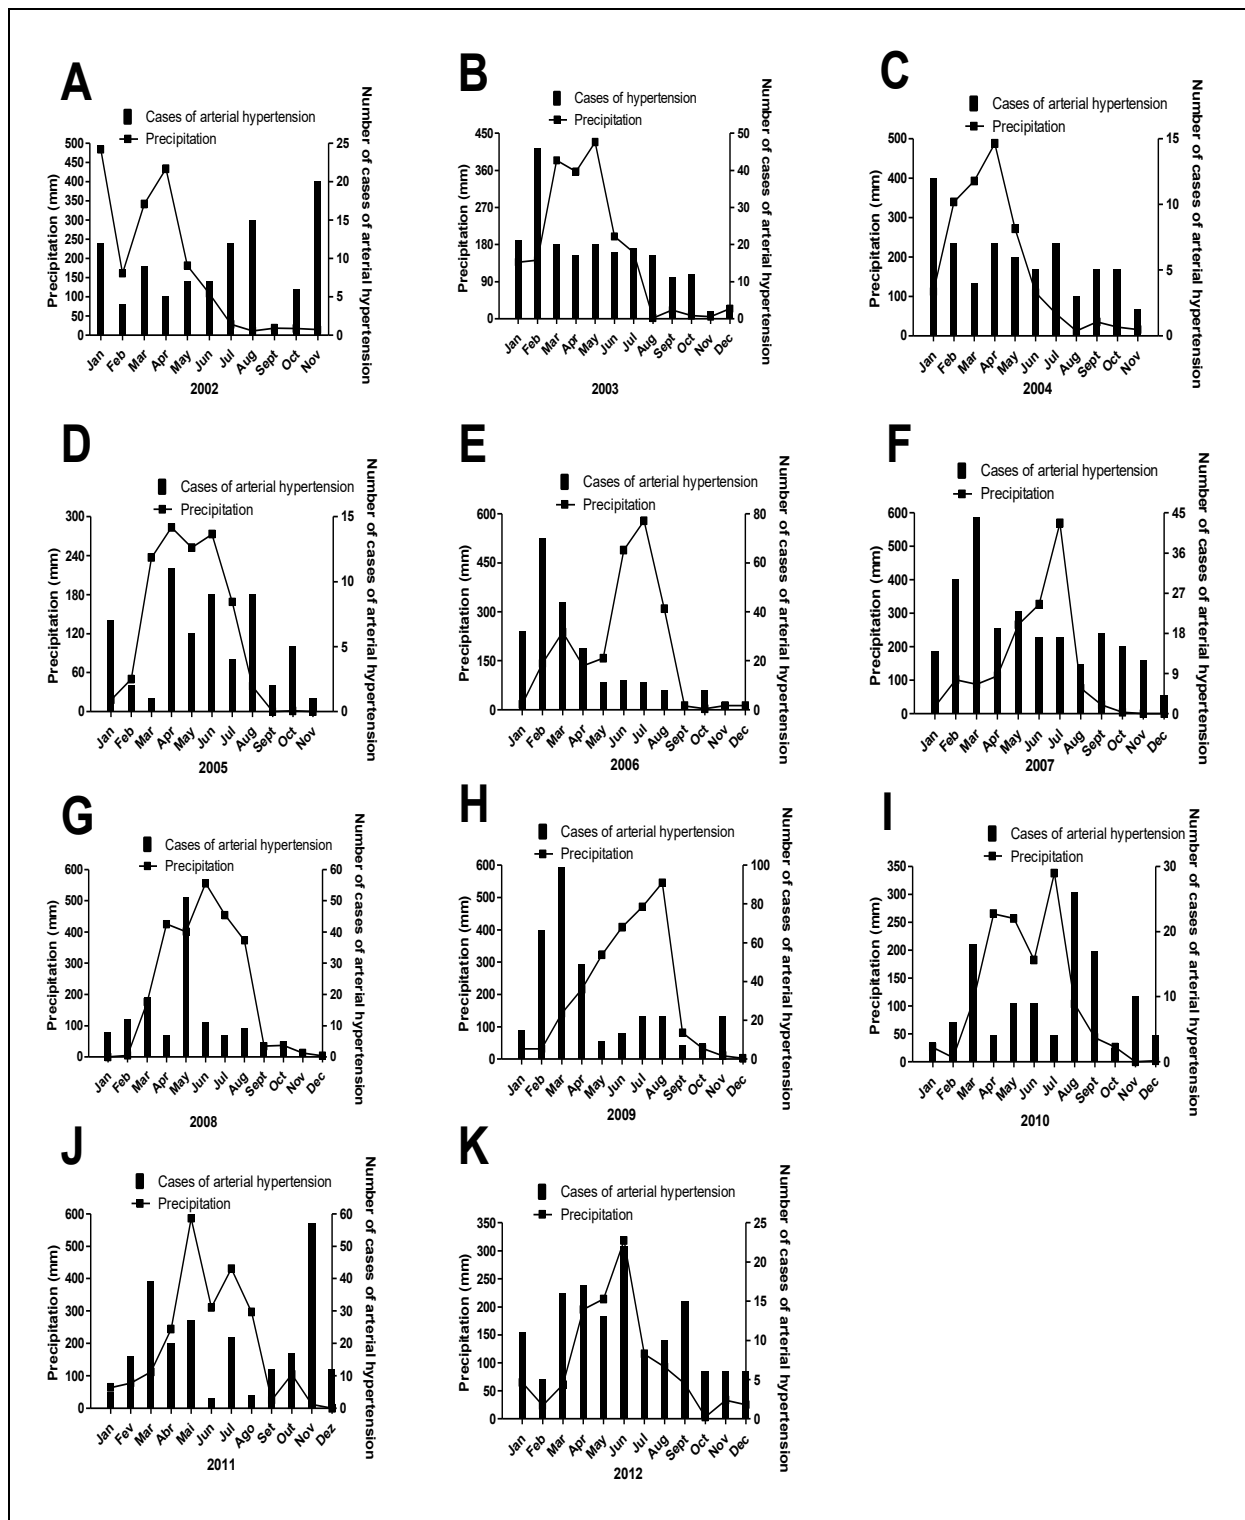 A
Cases of arterial hypertension
Precipitation
Precipitation (mm)
500
450
400
350
300
250
200
150
100
50
0
25
20
15
10
5
0
Number of cases of arterial hypertension
Jan Feb Mar Apr May Jun Jul Aug Sept Oct Nov
2002
B
Cases of hypertension
Precipitation
Precipitation (mm)
450
360
270
180
90
0
50
40
30
20
10
0
Number of cases of arterial hypertension
Jan Feb Mar Apr May Jun Jul Aug Sept Oct Nov Dec
2003
C
Cases of arterial hypertension
Precipitation
Precipitation (mm)
500
400
300
200
100
0
15
10
5
0
Number of cases of arterial hypertension
Jan Feb Mar Apr May Jun Jul Aug Sept Oct Nov
2004
D
Cases of arterial hypertension
Precipitation
Precipitation (mm)
300
240
180
120
60
0
15
10
5
0
Number of cases of arterial hypertension
Jan Feb Mar Apr May Jun Jul Aug Sept Oct Nov
2005
E
Cases of arterial hypertension
Precipitation
Precipitation (mm)
600
450
300
150
0
80
60
40
20
0
Number of cases of arterial hypertension
Jan Feb Mar Apr May Jun Jul Aug Sept Oct Nov Dec
2006
F
Cases of arterial hypertension
Precipitation
Precipitation (mm)
600
500
400
300
200
100
0
45
36
27
18
9
0
Number of cases of arterial hypertension
Jan Feb Mar Apr May Jun Jul Aug Sept Oct Nov Dec
2007
G
Cases of arterial hypertension
Precipitation
Precipitation (mm)
600
500
400
300
200
100
0
60
50
40
30
20
10
0
Number of cases of arterial hypertension
Jan Feb Mar Apr May Jun Jul Aug Sept Oct Nov Dec
2008
H
Cases of arterial hypertension
Precipitation
Precipitation (mm)
600
500
400
300
200
100
0
100
80
60
40
20
0
Number of cases of arterial hypertension
Jan Feb Mar Apr May Jun Jul Aug Sept Oct Nov Dec
2009
I
Cases of arterial hypertension
Precipitation
Precipitation (mm)
350
300
250
200
150
100
50
0
30
20
10
0
Number of cases of arterial hypertension
Jan Feb Mar Apr May Jun Jul Aug Sept Oct Nov Dec
2010
J
Cases of arterial hypertension
Precipitation
Precipitation (mm)
600
500
400
300
200
100
0
60
50
40
30
20
10
0
Number of cases of arterial hypertension
Jan Fev Mar Abr Mai Jun Jul Ago Set Out Nov Dez
2011
K
Cases of arterial hypertension
Precipitation
Precipitation (mm)
350
300
250
200
150
100
50
0
25
20
15
10
5
0
Number of cases of arterial hypertension
Jan Feb Mar Apr May Jun Jul Aug Sept Oct Nov Dec
2012